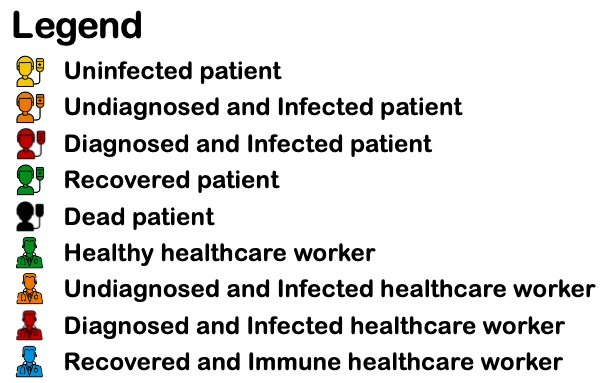 Legend
Uninfected patient
Undiagnosed and Infected patient
Diagnosed and Infected patient
Recovered patient
Dead patient
Healthy healthcare worker
Undiagnosed and Infected healthcare worker
Diagnosed and Infected healthcare worker
Recovered and Immune healthcare worker